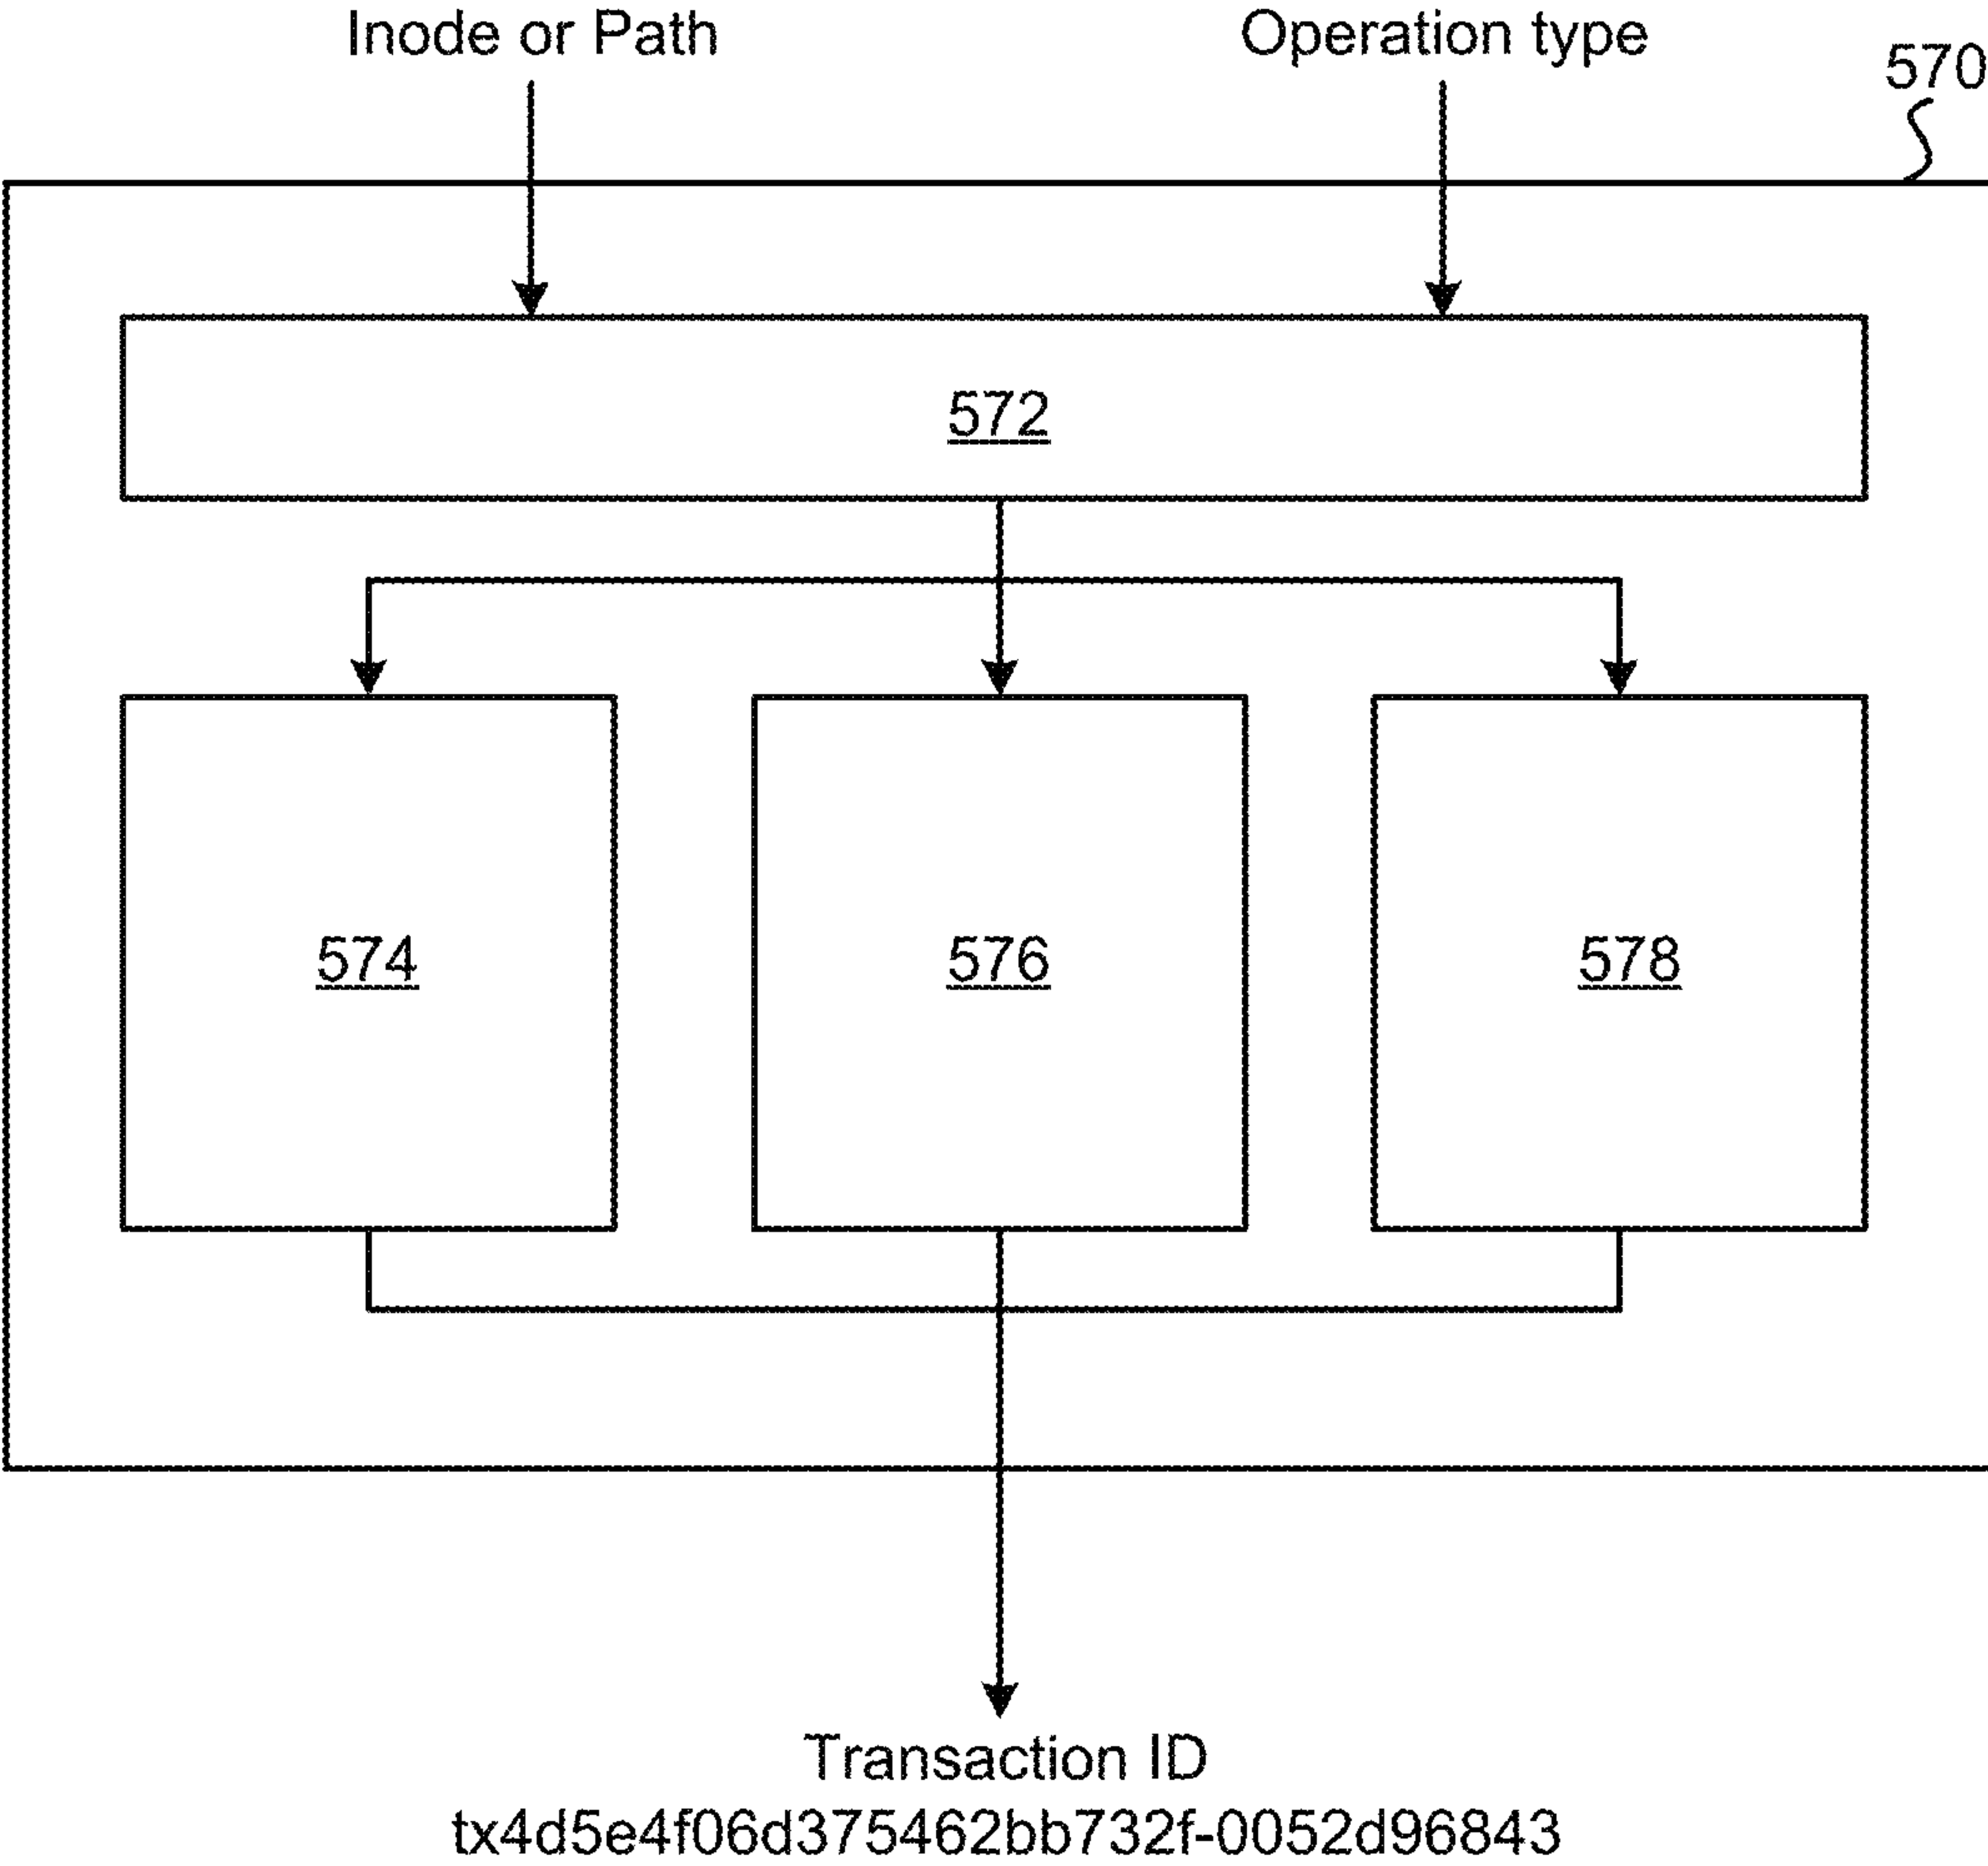 Inode or Path
Operation type
570
572
574
576
578
Transaction ID
tx4d5e4f06d375462bb732f-0052d96843